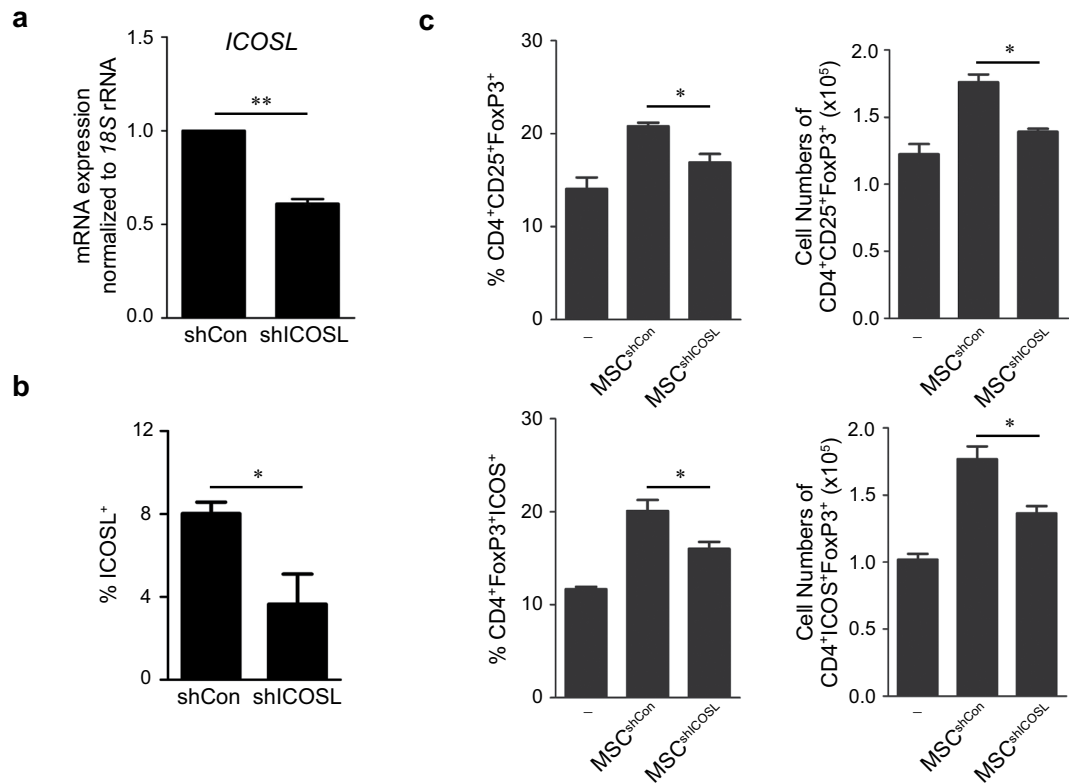 a
ICOSL
mRNA expression
normalized to 18S rRNA
1.5
1.0
0.5
0.0
**
shCon
shICOSL
b
% ICOSL⁺
12
8
4
0
*
shCon
shICOSL
c
% CD4⁺CD25⁺FoxP3⁺
30
20
10
0
*
–
MSCˢʰᶜᵒⁿ
MSCˢʰᴵᶜᴼˢᴸ
Cell Numbers of
CD4⁺CD25⁺FoxP3⁺ (x10⁵)
2.0
1.5
1.0
0.5
0.0
*
–
MSCˢʰᶜᵒⁿ
MSCˢʰᴵᶜᴼˢᴸ
% CD4⁺FoxP3⁺ICOS⁺
30
20
10
0
*
–
MSCˢʰᶜᵒⁿ
MSCˢʰᴵᶜᴼˢᴸ
Cell Numbers of
CD4⁺ICOS⁺FoxP3⁺ (x10⁵)
2.0
1.5
1.0
0.5
0.0
*
–
MSCˢʰᶜᵒⁿ
MSCˢʰᴵᶜᴼˢᴸ